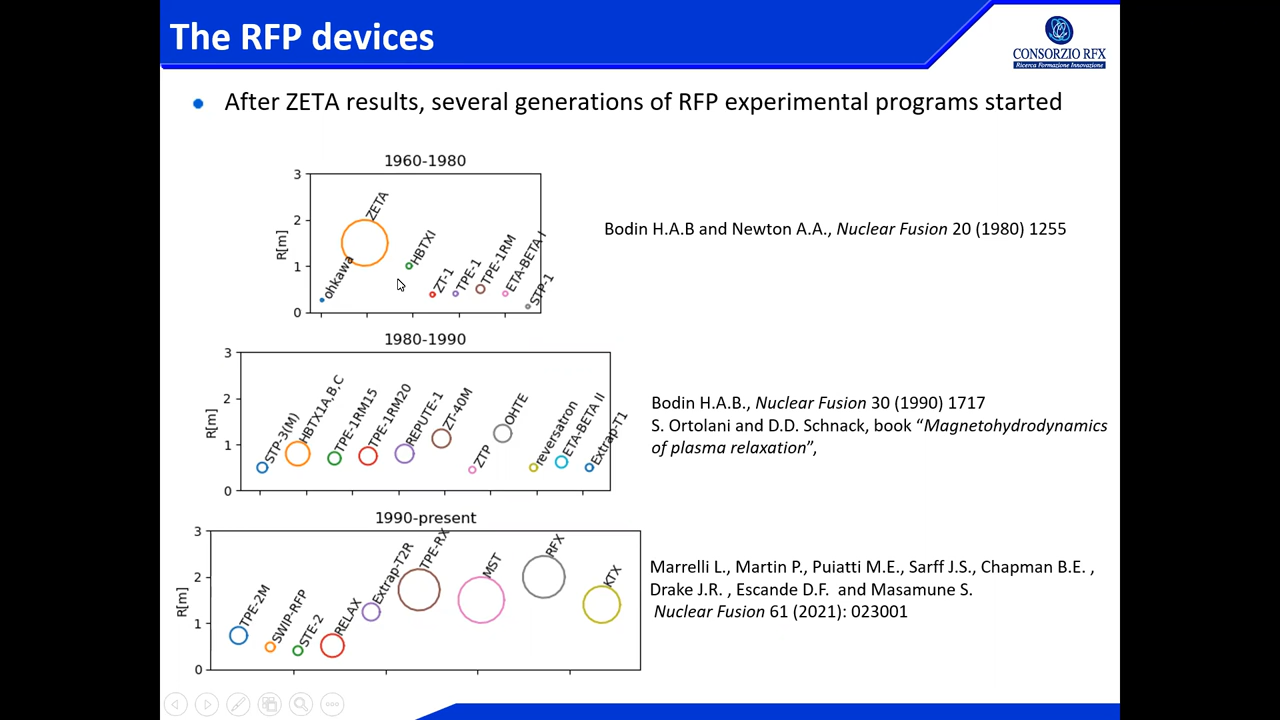 The RFP devices
CONSORZIO RFX
Ricerca Formazione Innovazione
After ZETA results, several generations of RFP experimental programs started
1960-1980
3
2
1
0
R[m]
ohkawa
ZETA
HBTXI
ZT-1
TPE-1
TPE-1RM
ETA-BETA I
STP-1
Bodin H.A.B and Newton A.A., Nuclear Fusion 20 (1980) 1255
1980-1990
3
2
1
0
R[m]
STP-3(M)
HBTX1A,B,C
TPE-1RM15
TPE-1RM20
REPUTE-1
ZT-40M
ZTP
OHTE
reversatron
ETA-BETA II
Extrap-T1
Bodin H.A.B., Nuclear Fusion 30 (1990) 1717
S. Ortolani and D.D. Schnack, book “Magnetohydrodynamics
of plasma relaxation”,
1990-present
3
2
1
0
R[m]
TPE-2M
SWIP-RFP
STE-2
RELAX
Extrap-T2R
TPE-RX
MST
RFX
KTX
Marrelli L., Martin P., Puiatti M.E., Sarff J.S., Chapman B.E. ,
Drake J.R. , Escande D.F. and Masamune S.
Nuclear Fusion 61 (2021): 023001